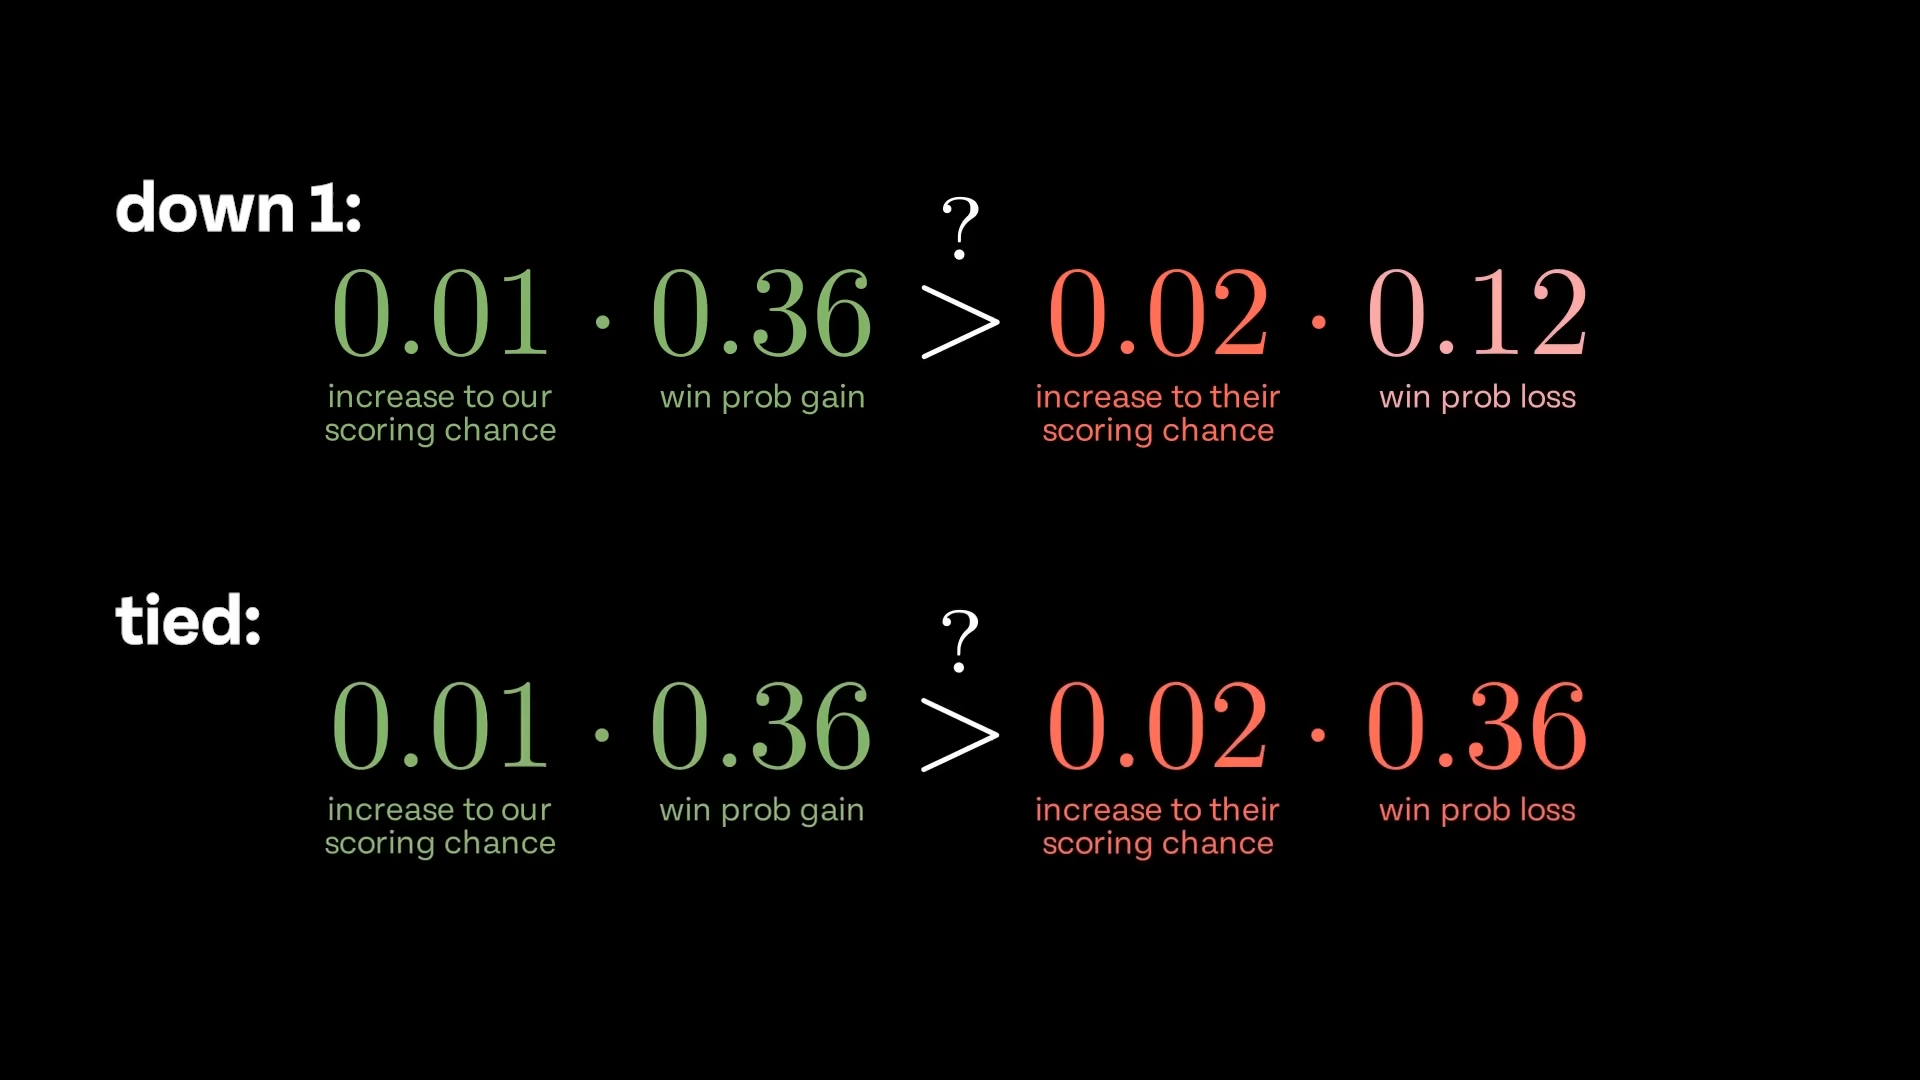 down 1:
?
0.01 · 0.36 > 0.02 · 0.12
increase to our win prob gain increase to their win prob loss
scoring chance scoring chance
tied:
?
0.01 · 0.36 > 0.02 · 0.36
increase to our win prob gain increase to their win prob loss
scoring chance scoring chance